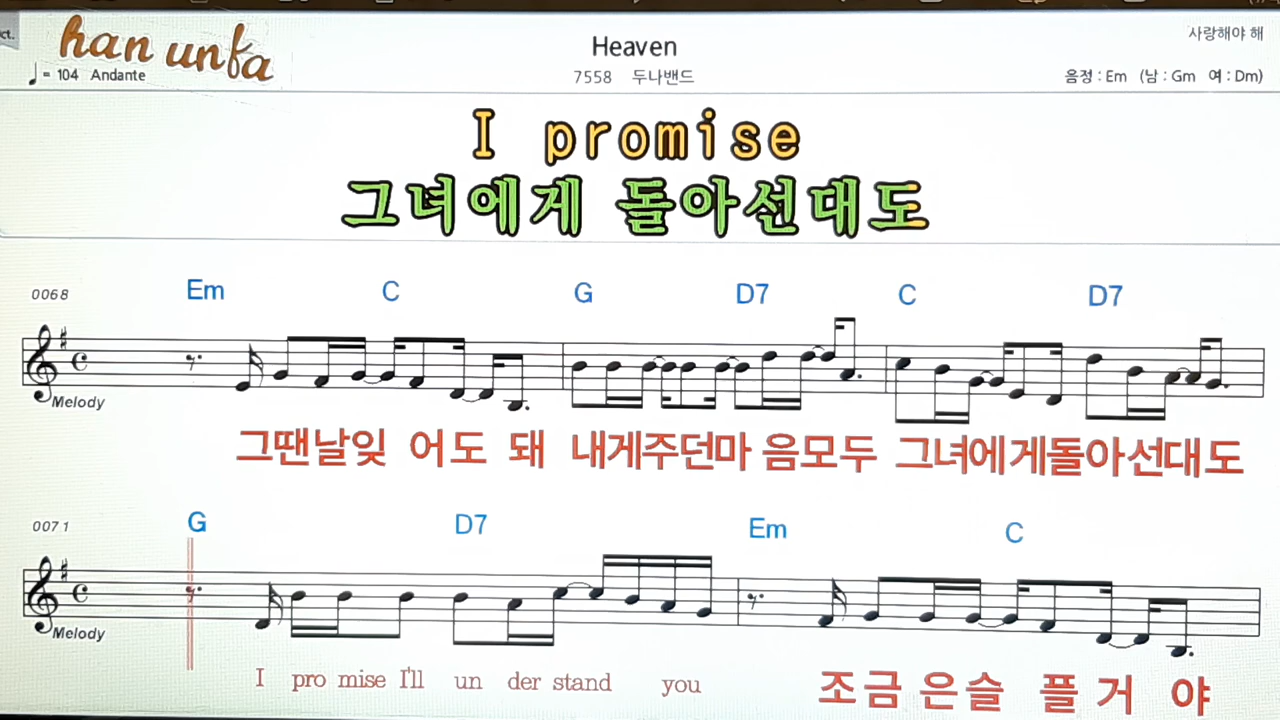 ct.
han unfa
Heaven
사랑해야 해
♩= 104 Andante
7558 두나밴드
음정 : Em (남 : Gm 여 : Dm)
I promise
그녀에게 돌아선대도
0068
Em C G D7 C D7
Melody
그땐날잊 어도 돼 내게주던마 음모두 그녀에게돌아선대도
0071
G D7 Em C
Melody
I pro mise I'll un der stand you 조금은슬 플거 야